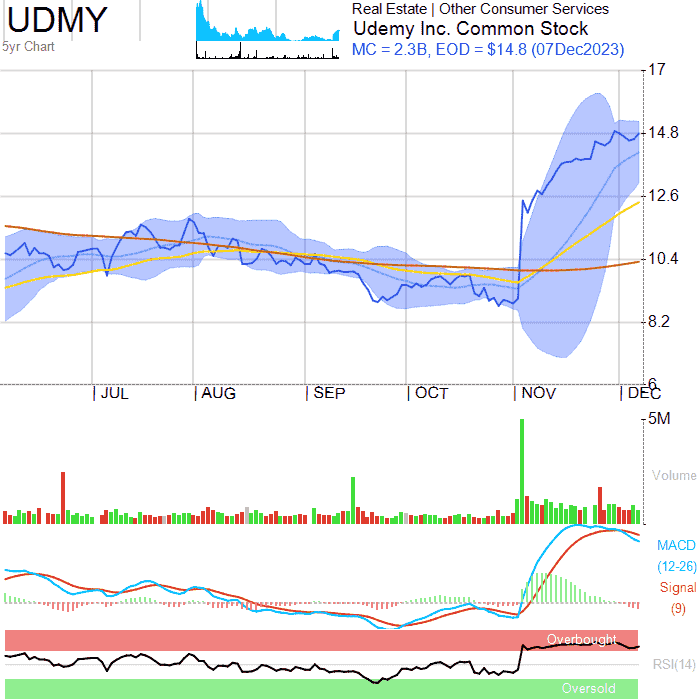 UDMY
5yr Chart
Real Estate | Other Consumer Services
Udemy Inc. Common Stock
MC = 2.3B, EOD = $14.8 (07Dec2023)
17
14.8
12.6
10.4
8.2
6
JUL AUG SEP OCT NOV DEC
5M
Volume
MACD
(12-26)
Signal
(9)
Overbought
RSI(14)
Oversold